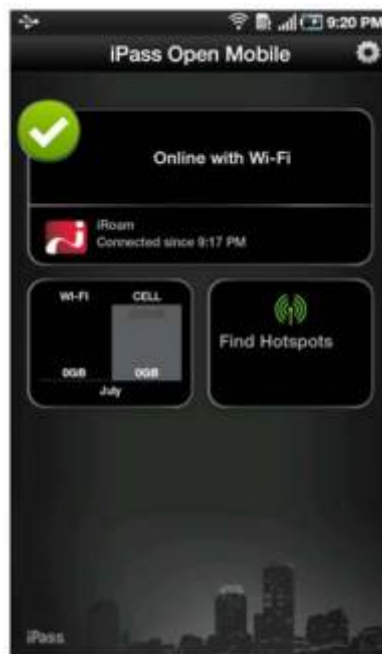 9:20 PM
iPass Open Mobile
Online with Wi-Fi
iRoam
Connected since 9:17 PM
WI-FI CELL
0GB 0GB
July
Find Hotspots
iPass